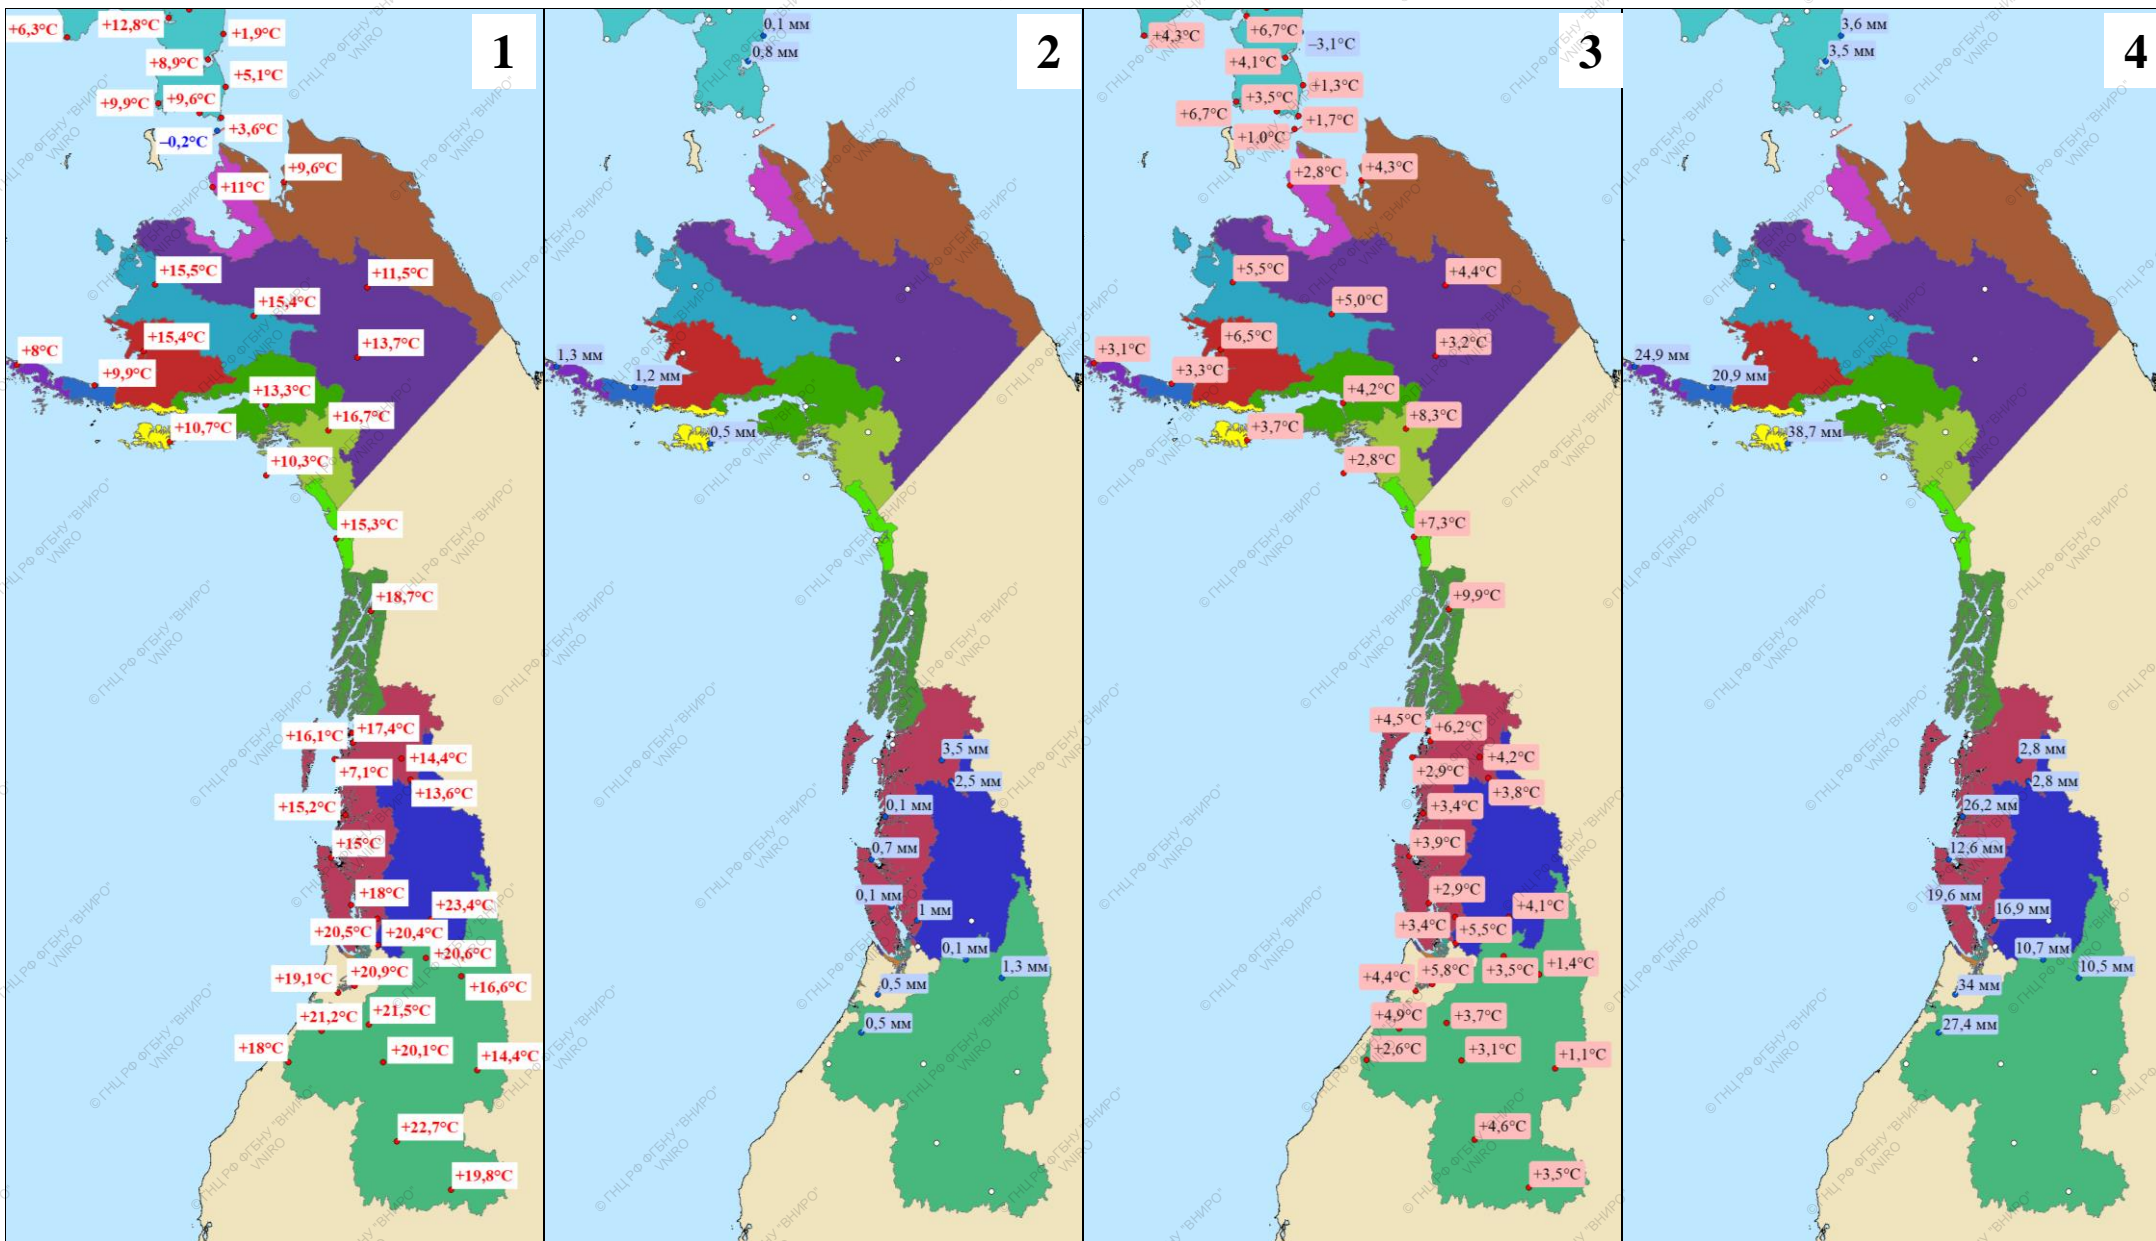 1
+6,3°C
+12,8°C
+1,9°C
+8,9°C
+5,1°C
+9,9°C
+9,6°C
+3,6°C
–0,2°C
+9,6°C
+11°C
+15,5°C
+11,5°C
+15,4°C
+15,4°C
+13,7°C
+8°C
+9,9°C
+13,3°C
+16,7°C
+10,7°C
+10,3°C
+15,3°C
+18,7°C
+17,4°C
+16,1°C
+14,4°C
+7,1°C
+13,6°C
+15,2°C
+15°C
+18°C
+23,4°C
+20,5°C
+20,4°C
+20,6°C
+19,1°C
+20,9°C
+16,6°C
+21,2°C
+21,5°C
+18°C
+20,1°C
+14,4°C
+22,7°C
+19,8°C
2
0,1 мм
0,8 мм
1,3 мм
1,2 мм
0,5 мм
3,5 мм
2,5 мм
0,1 мм
0,7 мм
0,1 мм
1 мм
0,1 мм
1,3 мм
0,5 мм
0,5 мм
3
+4,3°C
+6,7°C
–3,1°C
+4,1°C
+1,3°C
+3,5°C
+6,7°C
+1,7°C
+1,0°C
+2,8°C
+4,3°C
+5,5°C
+4,4°C
+5,0°C
+6,5°C
+3,2°C
+3,1°C
+3,3°C
+4,2°C
+8,3°C
+3,7°C
+2,8°C
+7,3°C
+9,9°C
+4,5°C
+6,2°C
+4,2°C
+2,9°C
+3,8°C
+3,4°C
+3,9°C
+2,9°C
+4,1°C
+3,4°C
+5,5°C
+4,4°C
+5,8°C
+3,5°C
+1,4°C
+4,9°C
+3,7°C
+2,6°C
+3,1°C
+1,1°C
+4,6°C
+3,5°C
4
3,6 мм
3,5 мм
24,9 мм
20,9 мм
38,7 мм
2,8 мм
2,8 мм
26,2 мм
12,6 мм
19,6 мм
16,9 мм
10,7 мм
10,5 мм
34 мм
27,4 мм
© ГНЦ РФ ФГБНУ "ВНИРО"
VNIRO